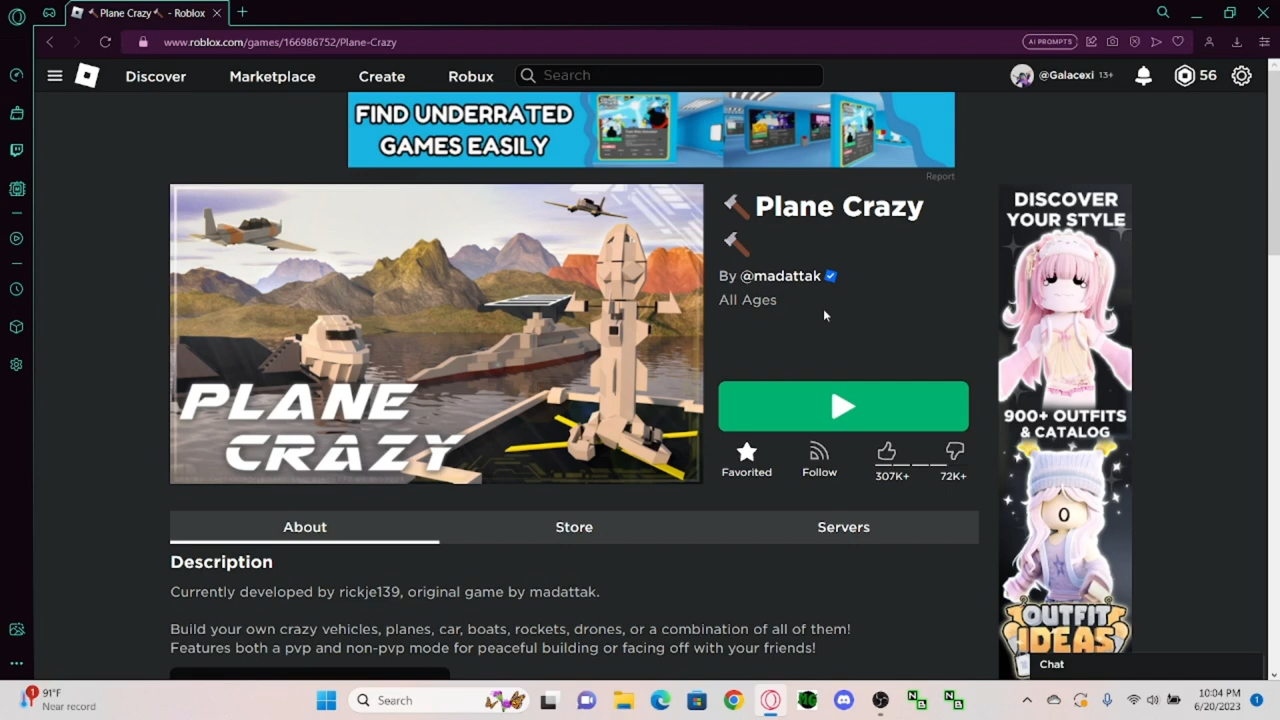 Plane Crazy - Roblox
www.roblox.com/games/166986752/Plane-Crazy
AI PROMPTS
Discover
Marketplace
Create
Robux
Search
@Galacexi 13+
56
FIND UNDERRATED
GAMES EASILY
Report
PLANE
CRAZY
Plane Crazy
By @madattak
All Ages
Favorited
Follow
307K+
72K+
DISCOVER
YOUR STYLE
900+ OUTFITS
& CATALOG
OUTFIT
IDEAS
About
Store
Servers
Description
Currently developed by rickje139, original game by madattak.
Build your own crazy vehicles, planes, car, boats, rockets, drones, or a combination of all of them!
Features both a pvp and non-pvp mode for peaceful building or facing off with your friends!
Chat
1
91°F
Near record
Search
10:04 PM
6/20/2023
1